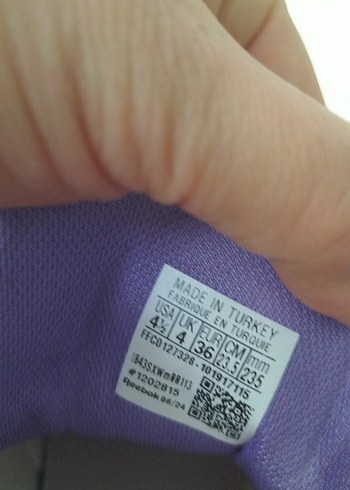 MADE IN TURKEY
FABRIQUE EN TURQUIE
USA UK EUR CM mm
4½ 4 36 23.5 235
FFC0127328-101917115
#1202815
Reebok 06/24